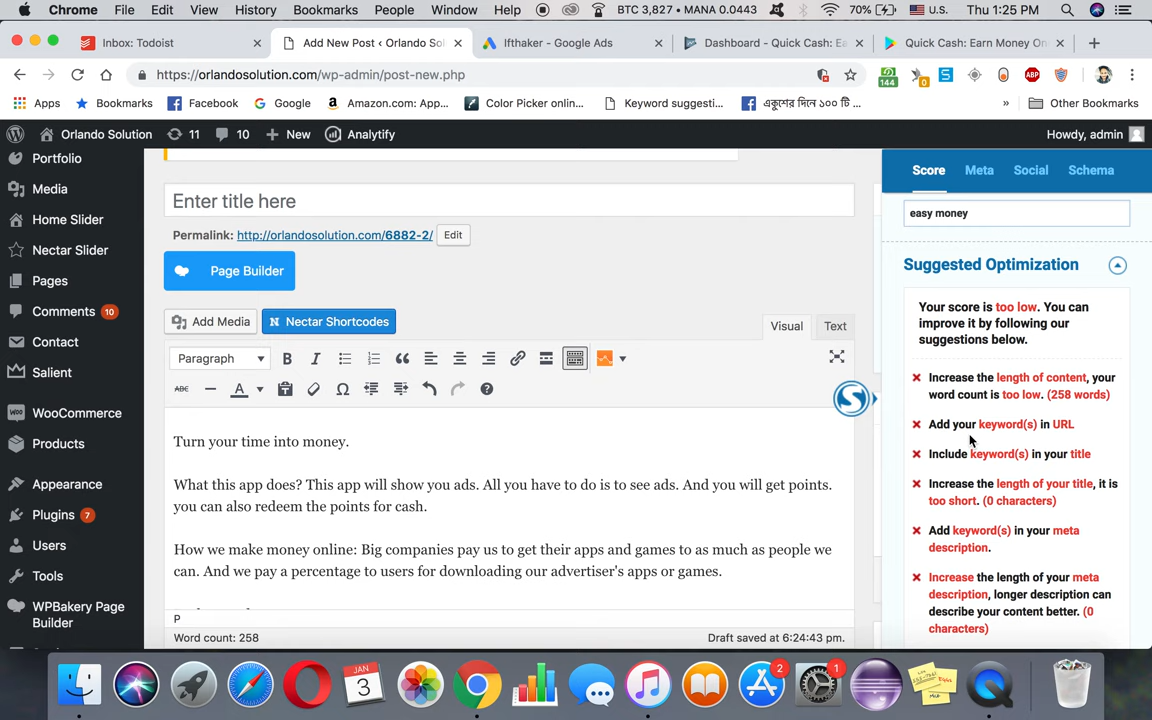 Chrome File Edit View History Bookmarks People Window Help BTC 3,827 • MANA 0.0443 70% U.S. Thu 1:25 PM
Inbox: Todoist
Add New Post ‹ Orlando So
Ifthaker - Google Ads
Dashboard - Quick Cash: Ea
Quick Cash: Earn Money On
https://orlandosolution.com/wp-admin/post-new.php
144
0
ABP
Apps Bookmarks Facebook Google Amazon.com: App... Color Picker onlin... Keyword suggesti... একুশের দিনে ১০০ টি ... » Other Bookmarks
Orlando Solution 11 10 New Analytify Howdy, admin
Portfolio
Media
Home Slider
Nectar Slider
Pages
Comments 10
Contact
Salient
WooCommerce
Products
Appearance
Plugins 7
Users
Tools
WPBakery Page
Builder
Enter title here
Permalink: http://orlandosolution.com/6882-2/ Edit
Page Builder
Add Media Nectar Shortcodes Visual Text
Paragraph B I
ABC A
Turn your time into money.
What this app does? This app will show you ads. All you have to do is to see ads. And you will get points.
you can also redeem the points for cash.
How we make money online: Big companies pay us to get their apps and games to as much as people we
can. And we pay a percentage to users for downloading our advertiser's apps or games.
P
Word count: 258 Draft saved at 6:24:43 pm.
Score Meta Social Schema
easy money
Suggested Optimization
Your score is too low. You can
improve it by following our
suggestions below.
Increase the length of content, your
word count is too low. (258 words)
Add your keyword(s) in URL
Include keyword(s) in your title
Increase the length of your title, it is
too short. (0 characters)
Add keyword(s) in your meta
description.
Increase the length of your meta
description, longer description can
describe your content better. (0
characters)
S
JAN
3
2
1